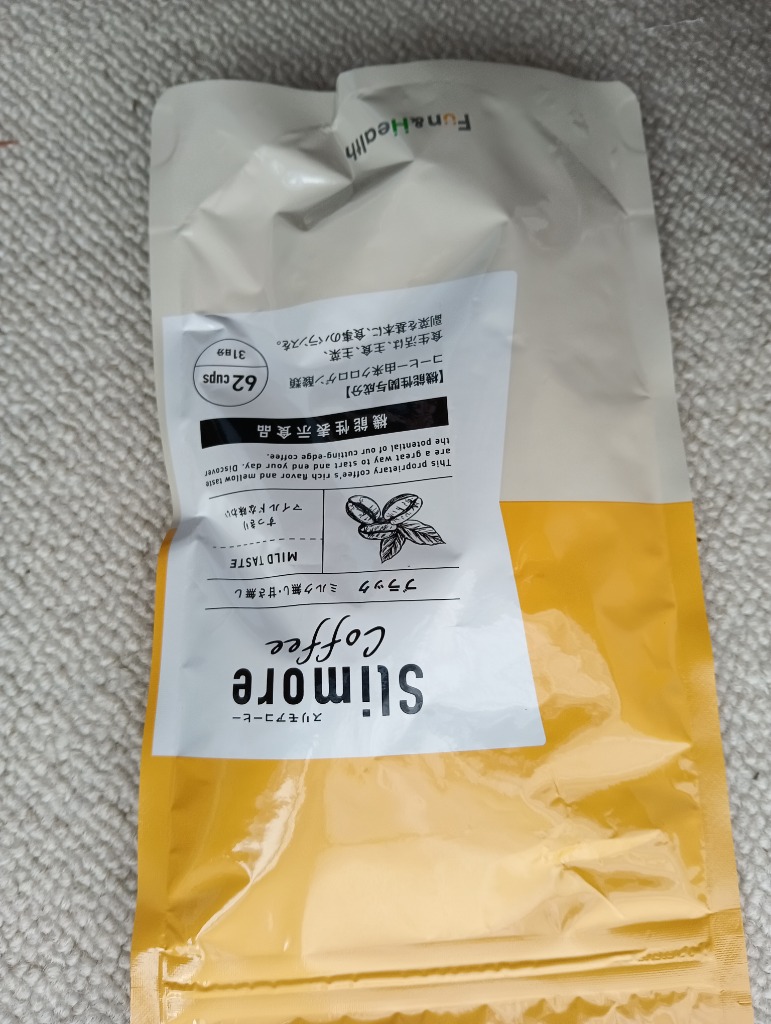 スリモアコーヒー
Slimore
Coffee
ブラック ミルク無し・甘さ無し
MILD TASTE
すっきり
マイルドな味わい
This proprietary coffee's rich flavor and mellow taste
are a great way to start and end your day. Discover
the potential of our cutting-edge coffee.
機能性表示食品
【機能性関与成分】
コーヒー由来クロロゲン酸類
食生活は、主食、主菜、
副菜を基本に、食事のバランスを。
62 cups
31日分
Fun&Health